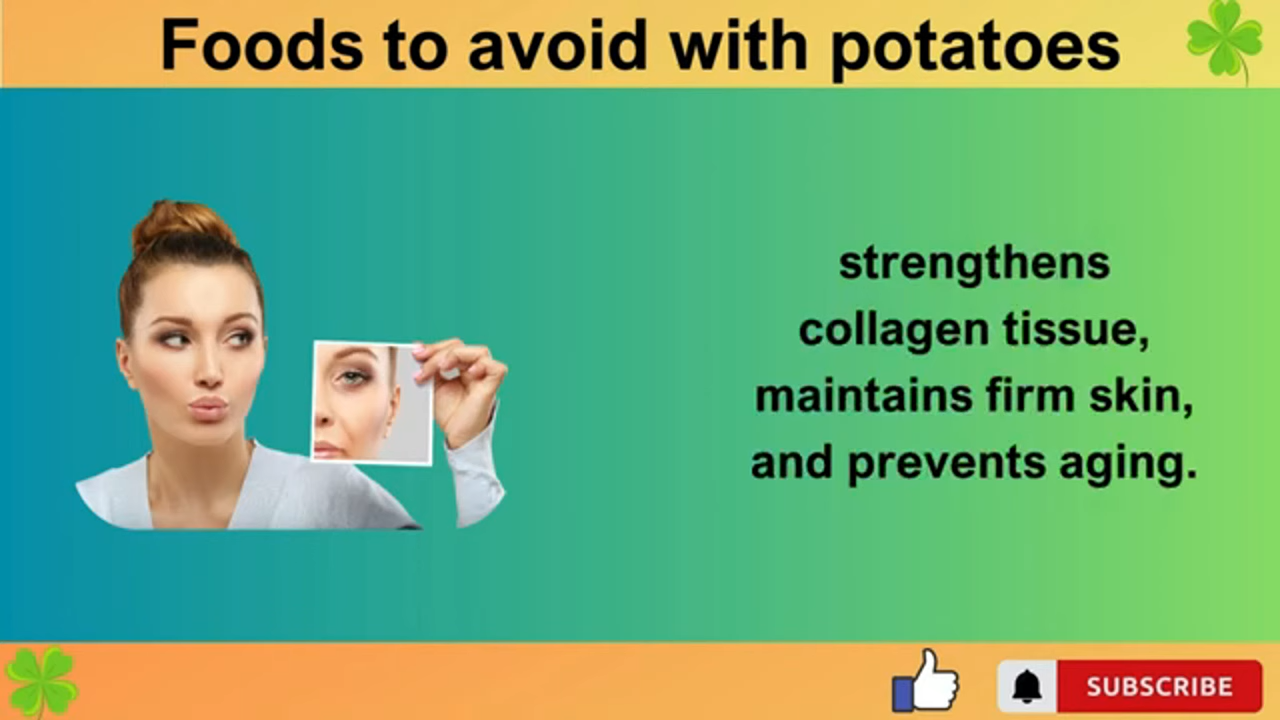 Foods to avoid with potatoes
strengthens
collagen tissue,
maintains firm skin,
and prevents aging.
SUBSCRIBE